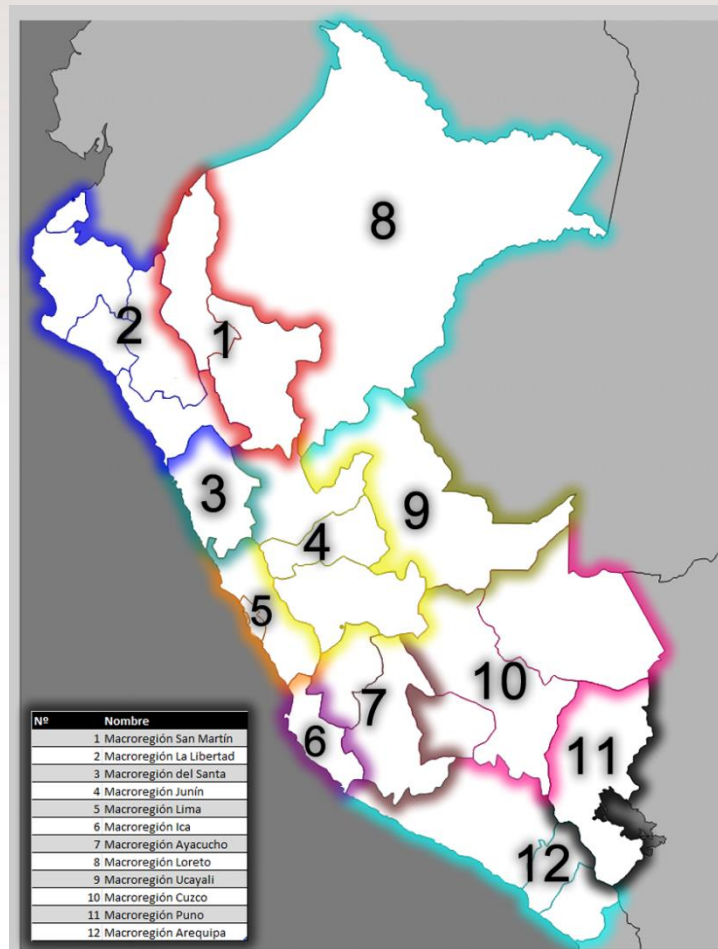 8
2
1
3
9
4
5
10
7
6
11
12
Nº Nombre
1 Macroregión San Martín
2 Macroregión La Libertad
3 Macroregión del Santa
4 Macroregión Junín
5 Macroregión Lima
6 Macroregión Ica
7 Macroregión Ayacucho
8 Macroregión Loreto
9 Macroregión Ucayali
10 Macroregión Cuzco
11 Macroregión Puno
12 Macroregión Arequipa